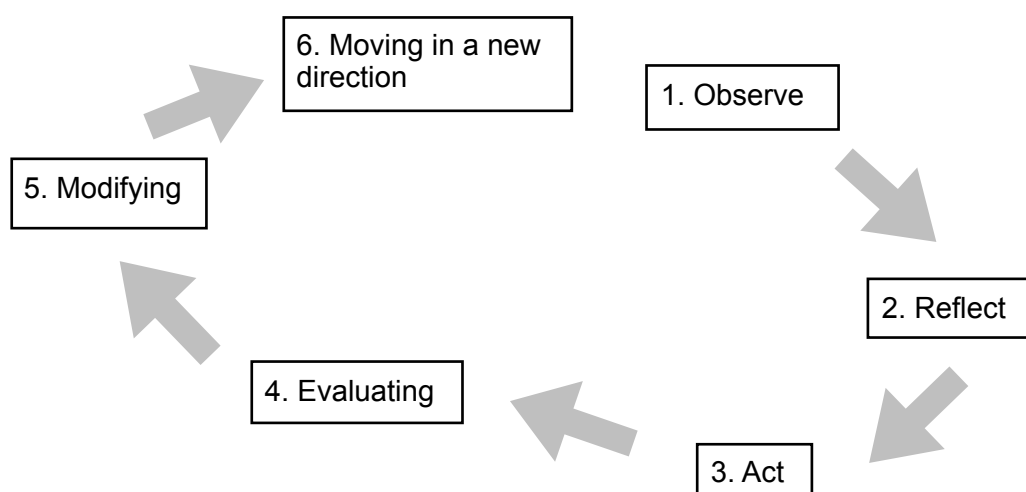 6. Moving in a new
direction
1. Observe
5. Modifying
2. Reflect
4. Evaluating
3. Act